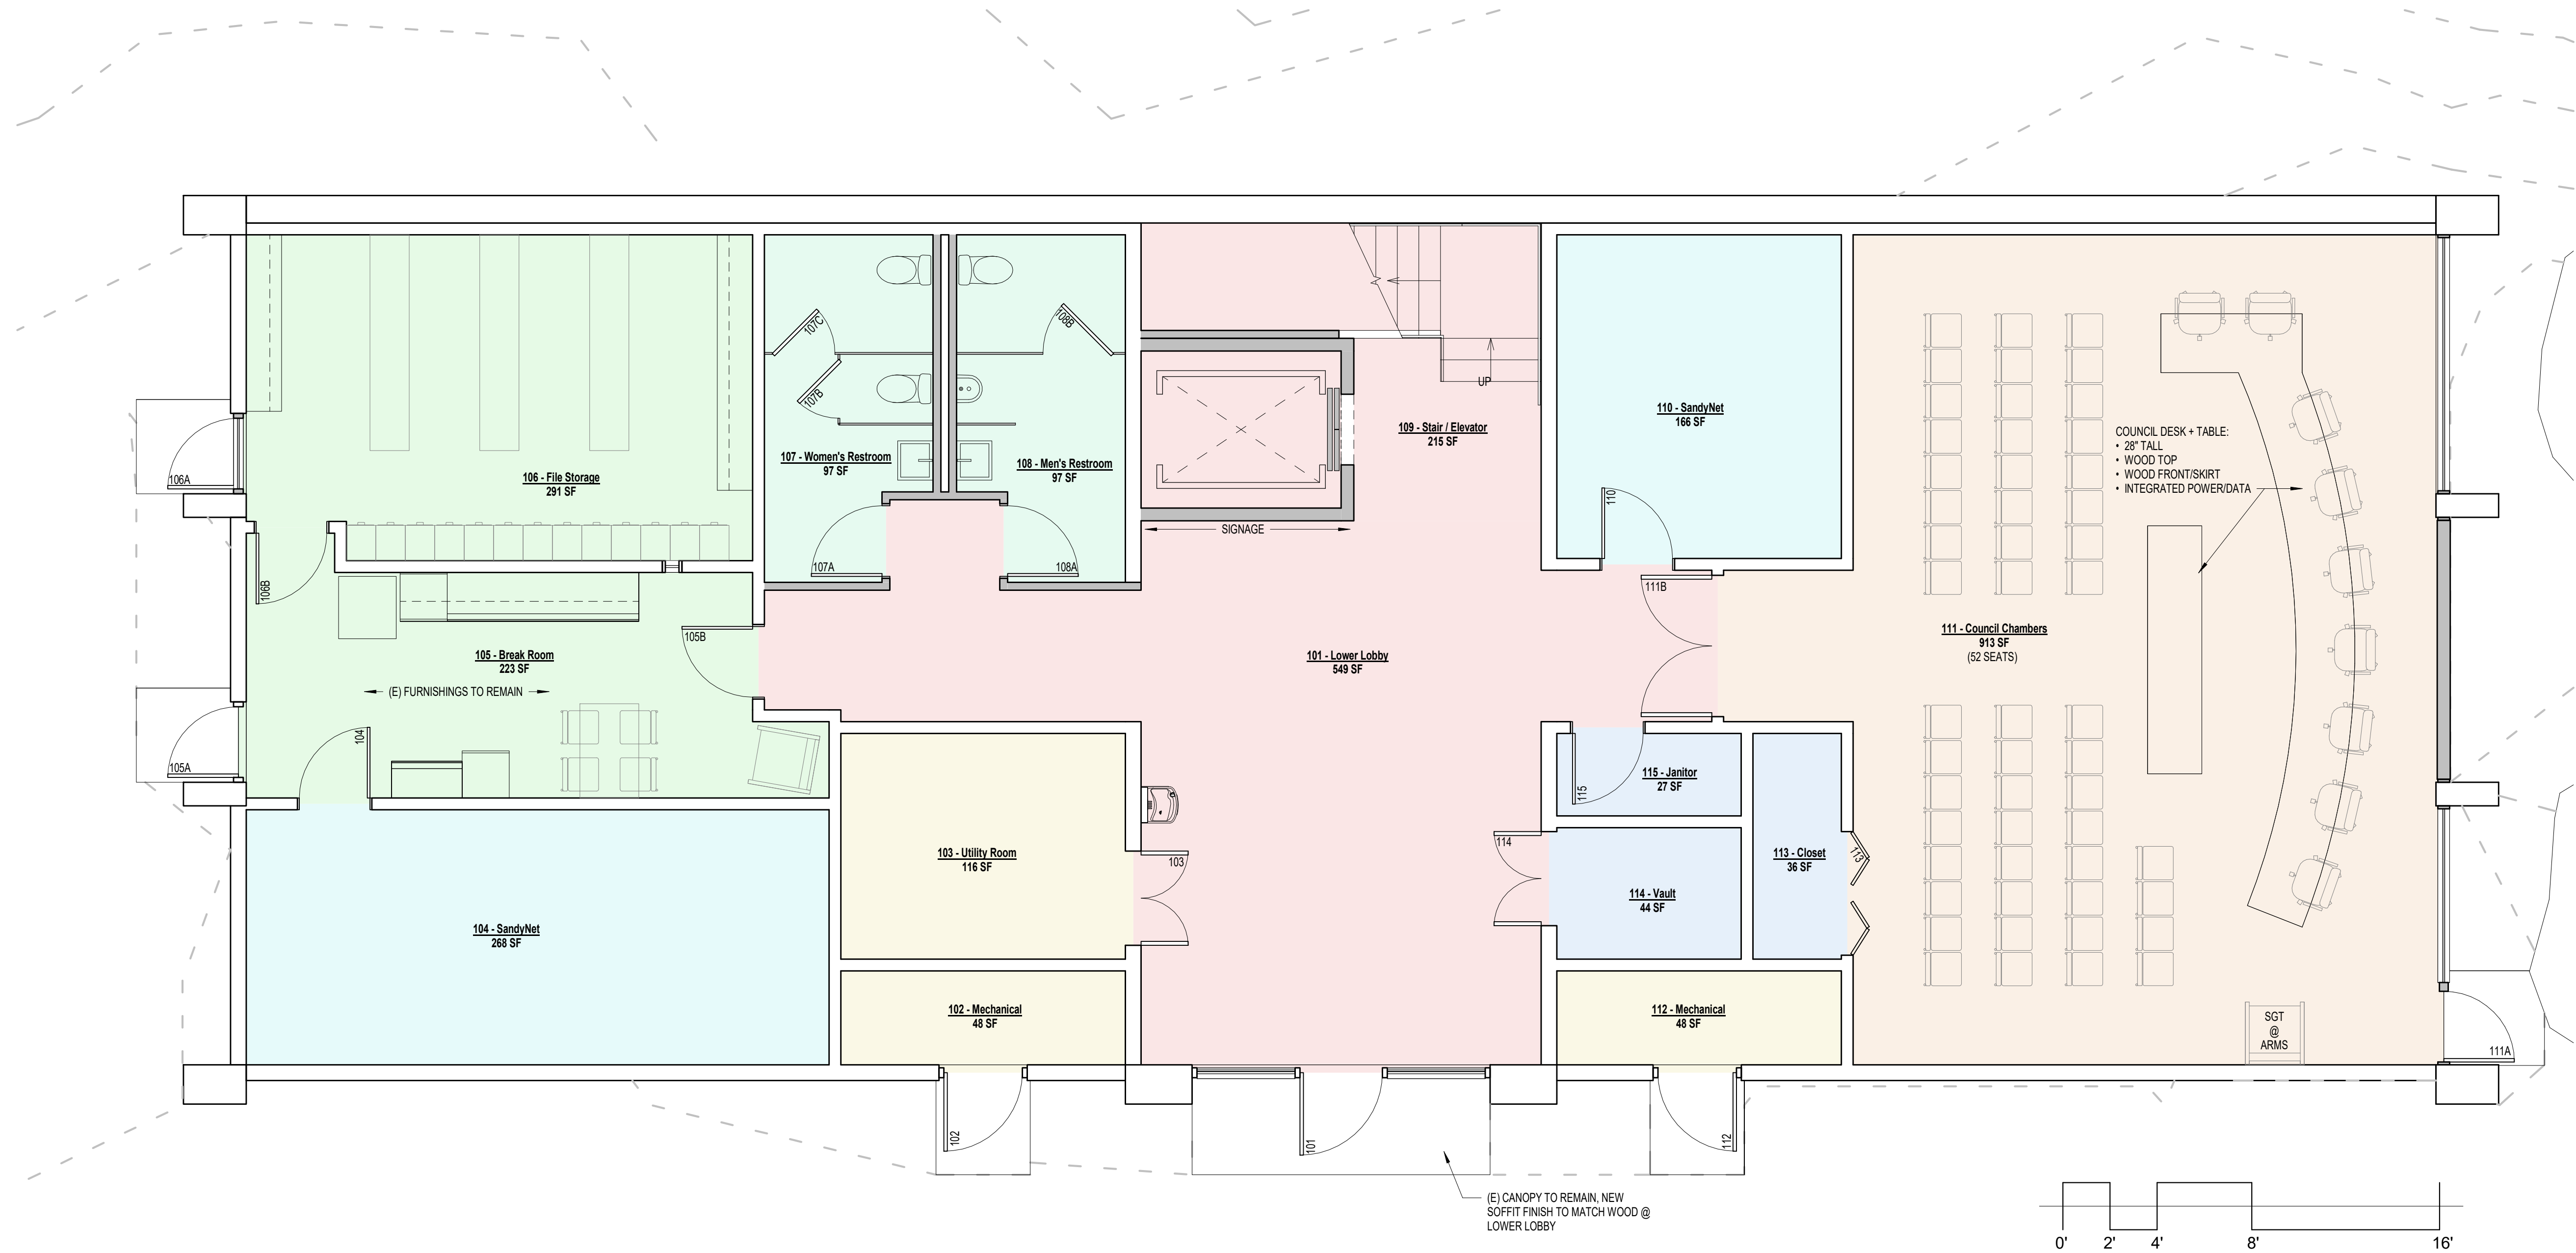 106 - File Storage
291 SF
106A
106B
107 - Women's Restroom
97 SF
107C
107B
107A
108 - Men's Restroom
97 SF
108B
108A
109 - Stair / Elevator
215 SF
UP
SIGNAGE
110 - SandyNet
166 SF
110
COUNCIL DESK + TABLE:
• 28" TALL
• WOOD TOP
• WOOD FRONT/SKIRT
• INTEGRATED POWER/DATA
105 - Break Room
223 SF
(E) FURNISHINGS TO REMAIN
105A
105B
104
101 - Lower Lobby
549 SF
111B
111 - Council Chambers
913 SF
(52 SEATS)
104 - SandyNet
268 SF
103 - Utility Room
116 SF
103
115 - Janitor
27 SF
115
114
114 - Vault
44 SF
113 - Closet
36 SF
113
102 - Mechanical
48 SF
102
101
112 - Mechanical
48 SF
112
SGT
@
ARMS
111A
(E) CANOPY TO REMAIN, NEW
SOFFIT FINISH TO MATCH WOOD @
LOWER LOBBY
0' 2' 4' 8' 16'